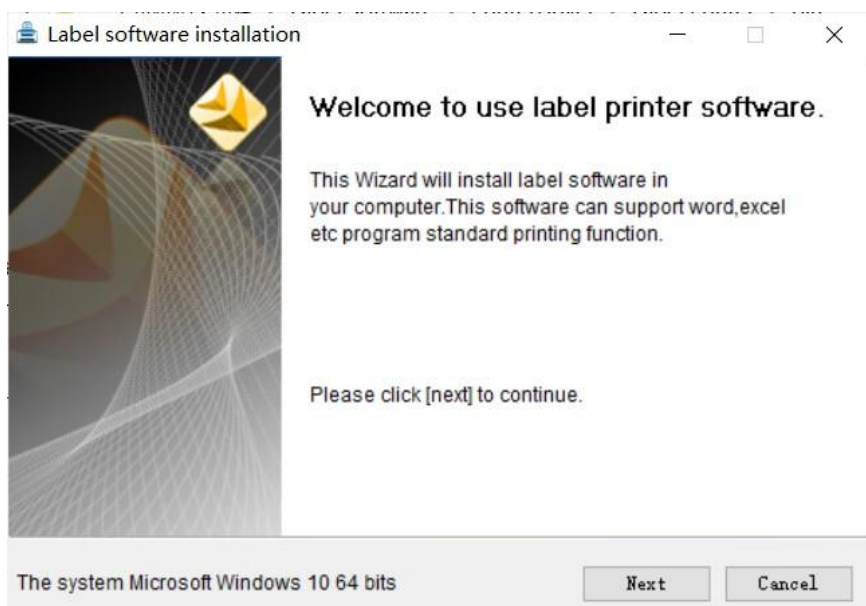 Label software installation
Welcome to use label printer software.
This Wizard will install label software in
your computer.This software can support word,excel
etc program standard printing function.
Please click [next] to continue.
The system Microsoft Windows 10 64 bits
Next
Cancel